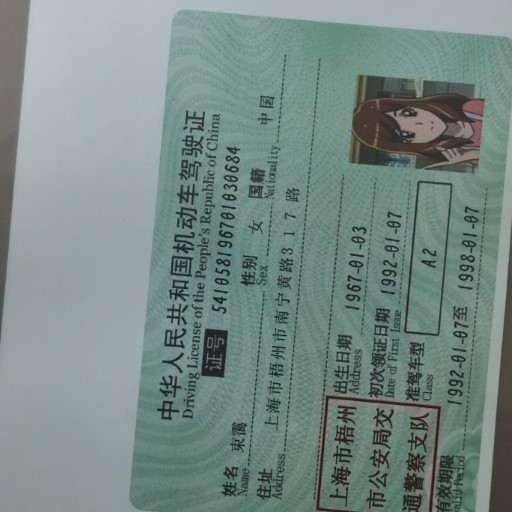 中华人民共和国机动车驾驶证
Driving License of the People's Republic of China
证号 541058196701030684
姓名 束霭 性别 女 国籍 中国
Name Sex Nationality
住址 上海市梧州市南宁黄路317路
Address
上海市梧州
市公安局交
通警察支队
出生日期 1967-01-03
Address
初次领证日期 1992-01-07
Date of First Issue
准驾车型 A2
Class
有效期限 1992-01-07至 1998-01-07
Valid Period